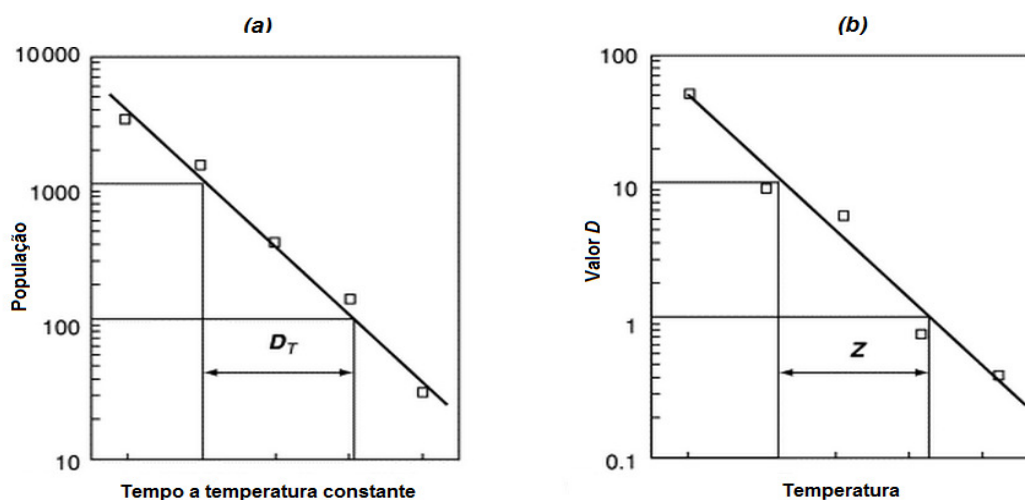 (a)
10000
1000
100
10
População
D_T
Tempo a temperatura constante
(b)
100
10
1
0.1
Valor D
Z
Temperatura